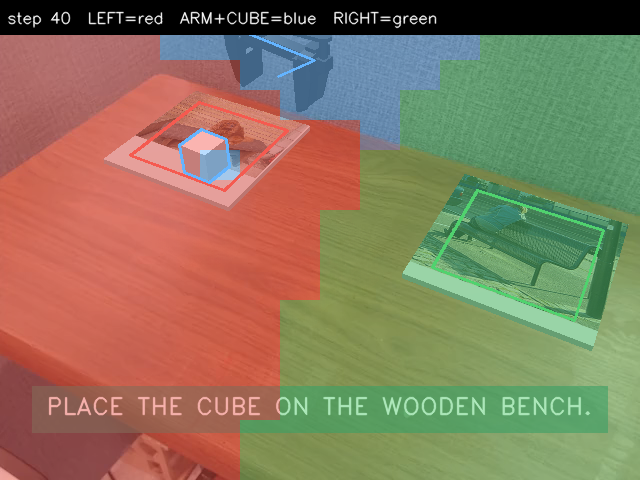 step 40 LEFT=red ARM+CUBE=blue RIGHT=green
PLACE THE CUBE ON THE WOODEN BENCH.